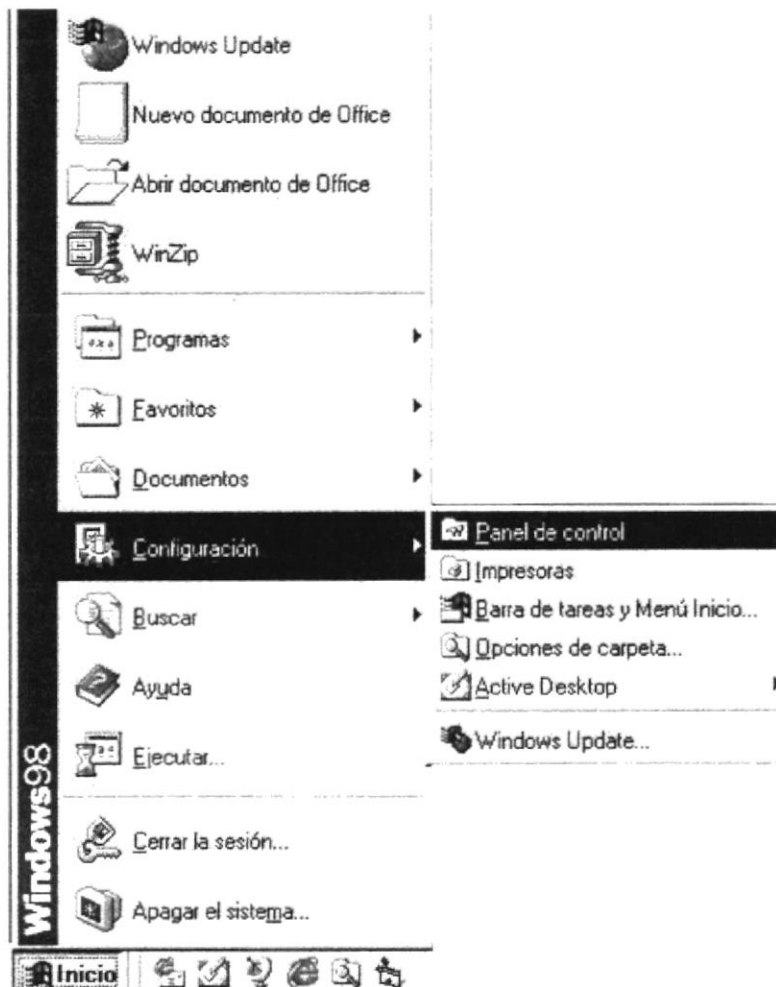 Windows Update
Nuevo documento de Office
Abrir documento de Office
WinZip
Programas
Favoritos
Documentos
Configuración
Buscar
Ayuda
Ejecutar...
Cerrar la sesión...
Apagar el sistema...
Panel de control
Impresoras
Barra de tareas y Menú Inicio...
Opciones de carpeta...
Active Desktop
Windows Update...
Windows98
Inicio